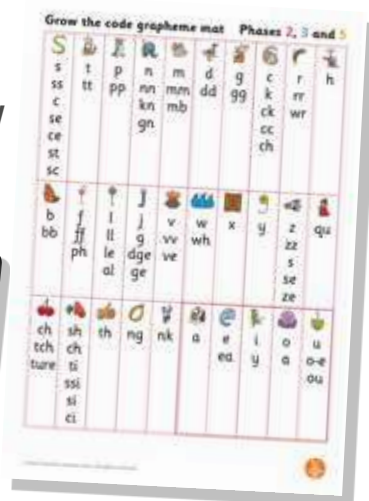 Grow the code grapheme mat Phases 2, 3 and 5
s t p n m d g c r h
ss tt pp nn mm dd gg k rr
c kn mb ck wr
se gn cc
ce ch
st
sc
b f l j v w x y z qu
bb ff ll g vv wh zz
ph le dge ve s
al ge se
ze
ch sh th ng nk a e i o u
tch ch ea y a o-e
ture ti ou
ssi
si
ci